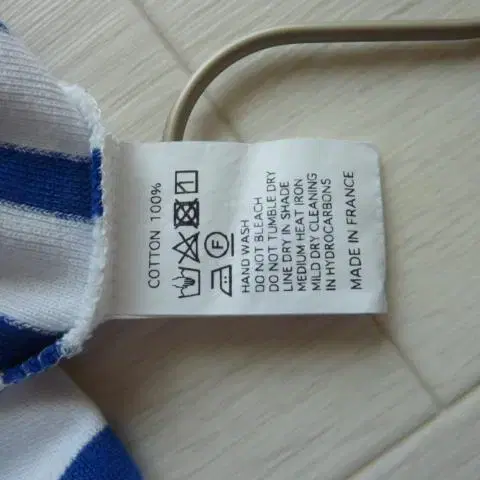 COTTON 100%
F
HAND WASH
DO NOT BLEACH
DO NOT TUMBLE DRY
LINE DRY IN SHADE
MEDIUM HEAT IRON
MILD DRY CLEANING
IN HYDROCARBONS
MADE IN FRANCE